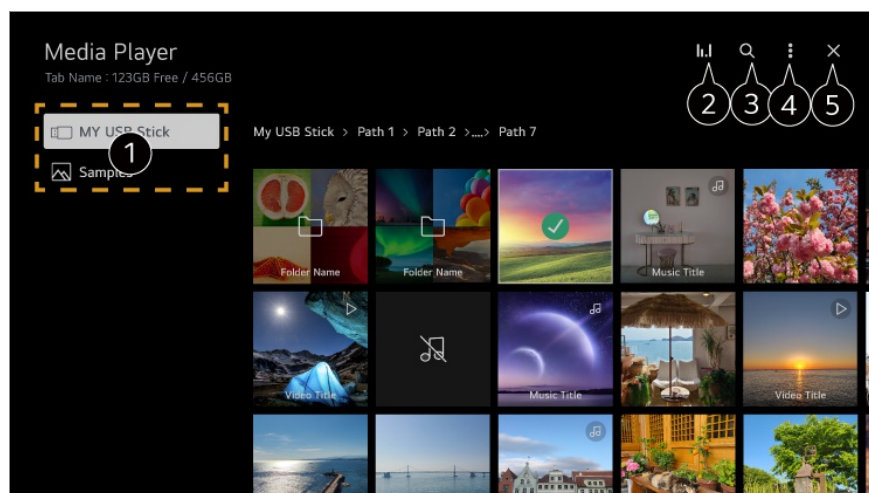 Media Player
Tab Name : 123GB Free / 456GB
2
3
4
5
MY USB Stick
1
Samples
My USB Stick > Path 1 > Path 2 >....> Path 7
Folder Name
Folder Name
Music Title
Video Title
Music Title
Video Title